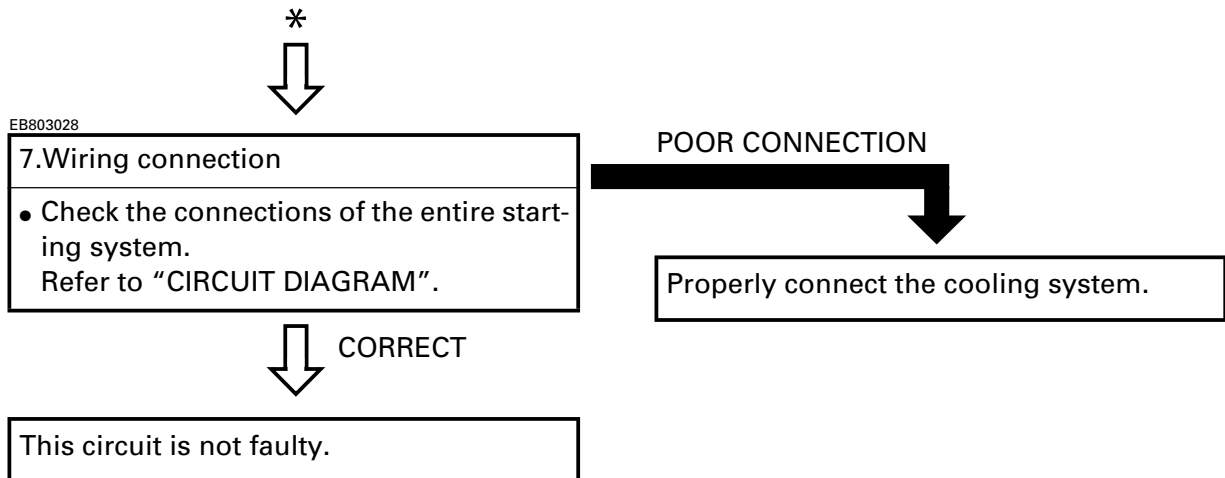 *
EB803028
7.Wiring connection
POOR CONNECTION
● Check the connections of the entire start-
ing system.
Refer to “CIRCUIT DIAGRAM”.
Properly connect the cooling system.
CORRECT
This circuit is not faulty.